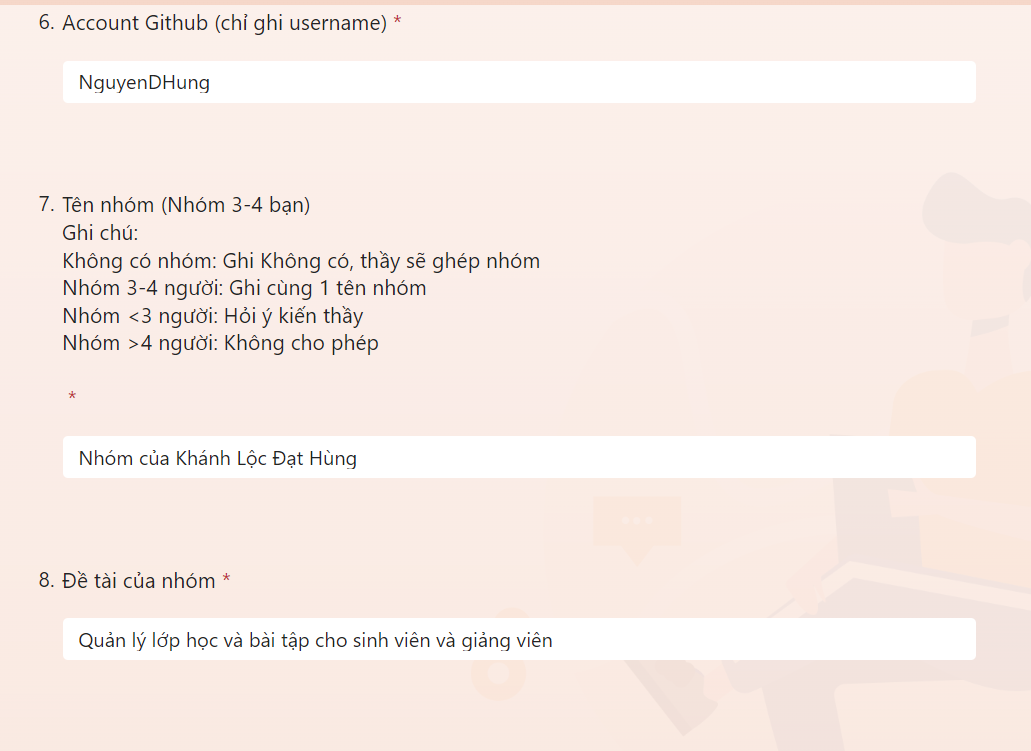 6. Account Github (chỉ ghi username) *
NguyenDHung
7. Tên nhóm (Nhóm 3-4 bạn)
Ghi chú:
Không có nhóm: Ghi Không có, thầy sẽ ghép nhóm
Nhóm 3-4 người: Ghi cùng 1 tên nhóm
Nhóm <3 người: Hỏi ý kiến thầy
Nhóm >4 người: Không cho phép
*
Nhóm của Khánh Lộc Đạt Hùng
8. Đề tài của nhóm *
Quản lý lớp học và bài tập cho sinh viên và giảng viên